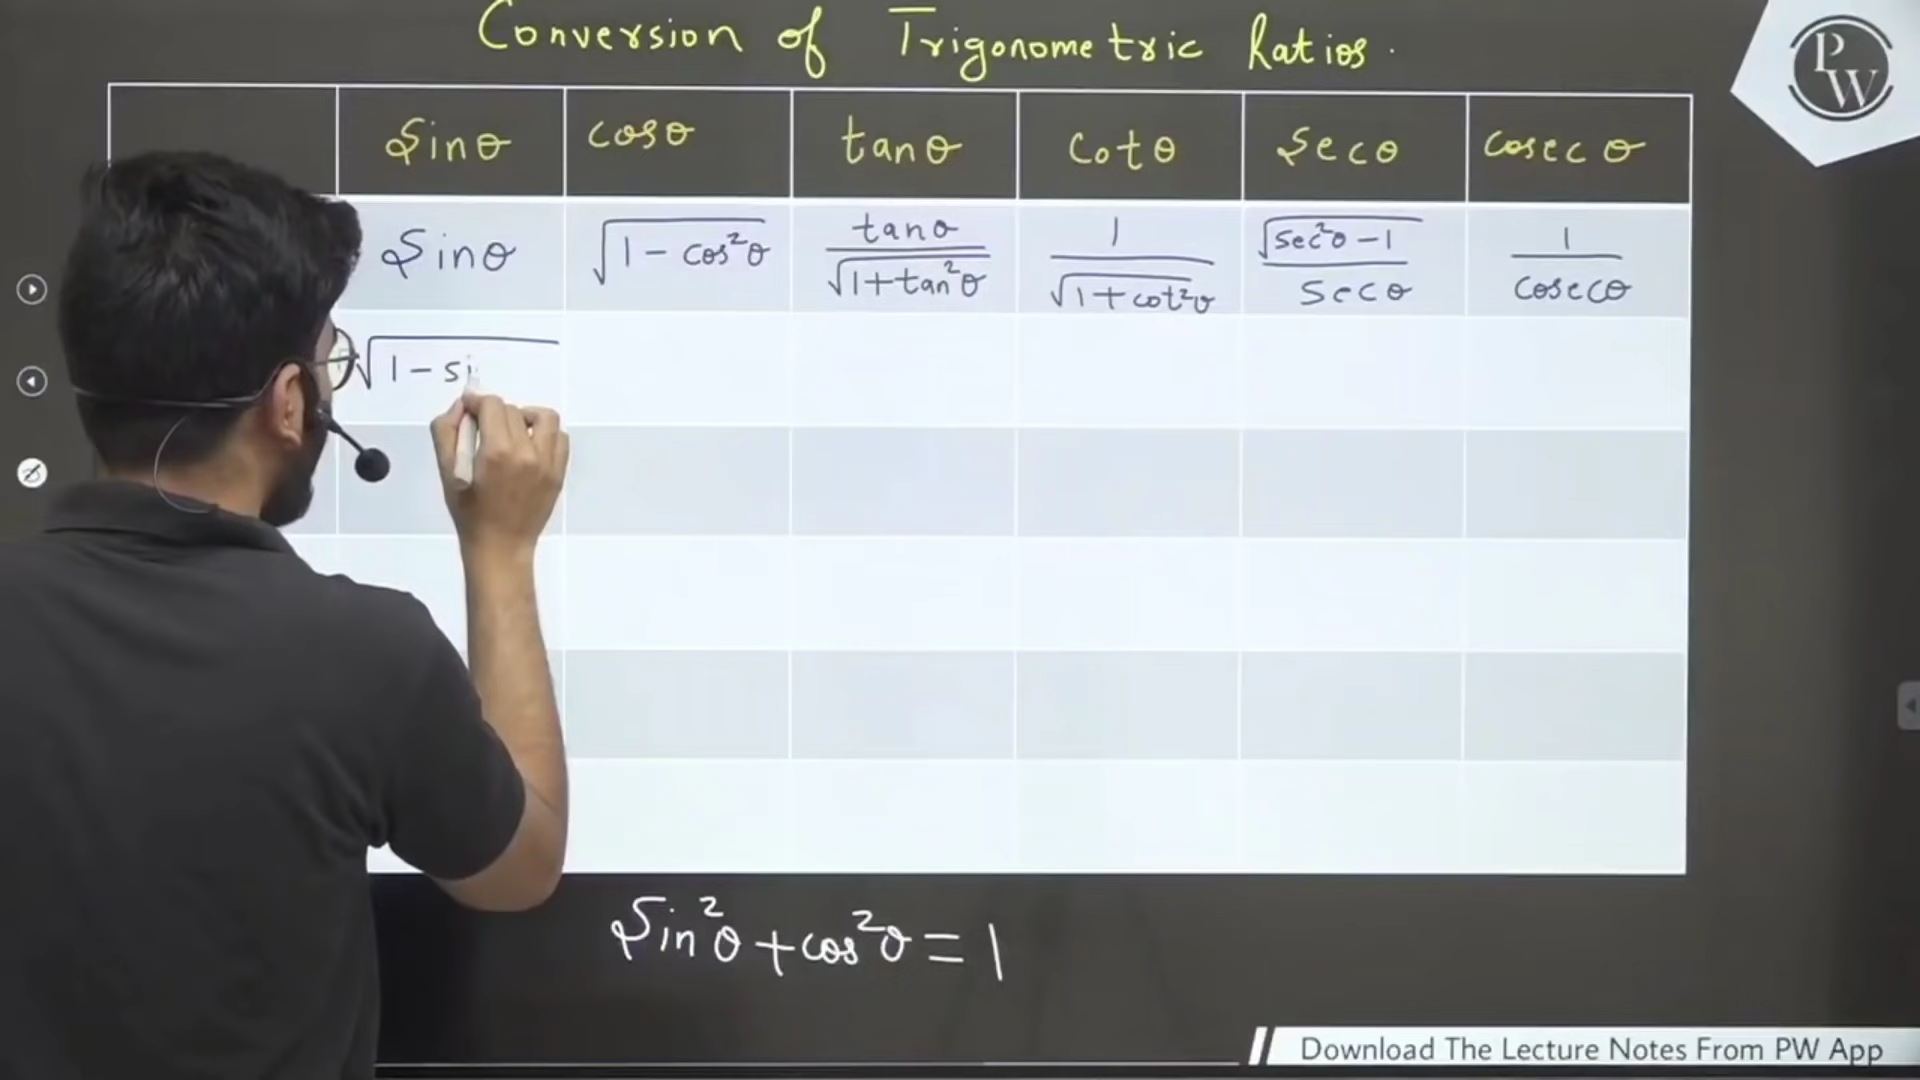 Conversion of Trigonometric Ratios.
PW
Sinθ cosθ tanθ Cotθ Secθ cosecθ
Sinθ √(1 - cos²θ) tanθ/√(1+tan²θ) 1/√(1+cot²θ) √(sec²θ - 1)/secθ 1/cosecθ
√(1 - si
Sin²θ + cos²θ = 1
Download The Lecture Notes From PW App